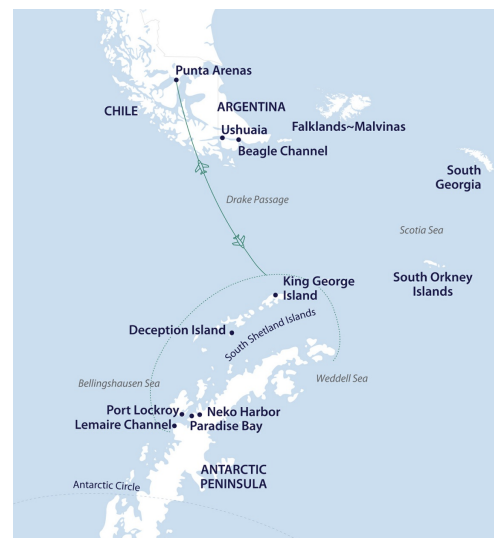 Punta Arenas
CHILE
ARGENTINA
Ushuaia
Falklands~Malvinas
Beagle Channel
South
Georgia
Drake Passage
Scotia Sea
King George
Island
South Orkney
Islands
Deception Island
South Shetland Islands
Bellingshausen Sea
Weddell Sea
Port Lockroy
Neko Harbor
Lemaire Channel
Paradise Bay
ANTARCTIC
PENINSULA
Antarctic Circle